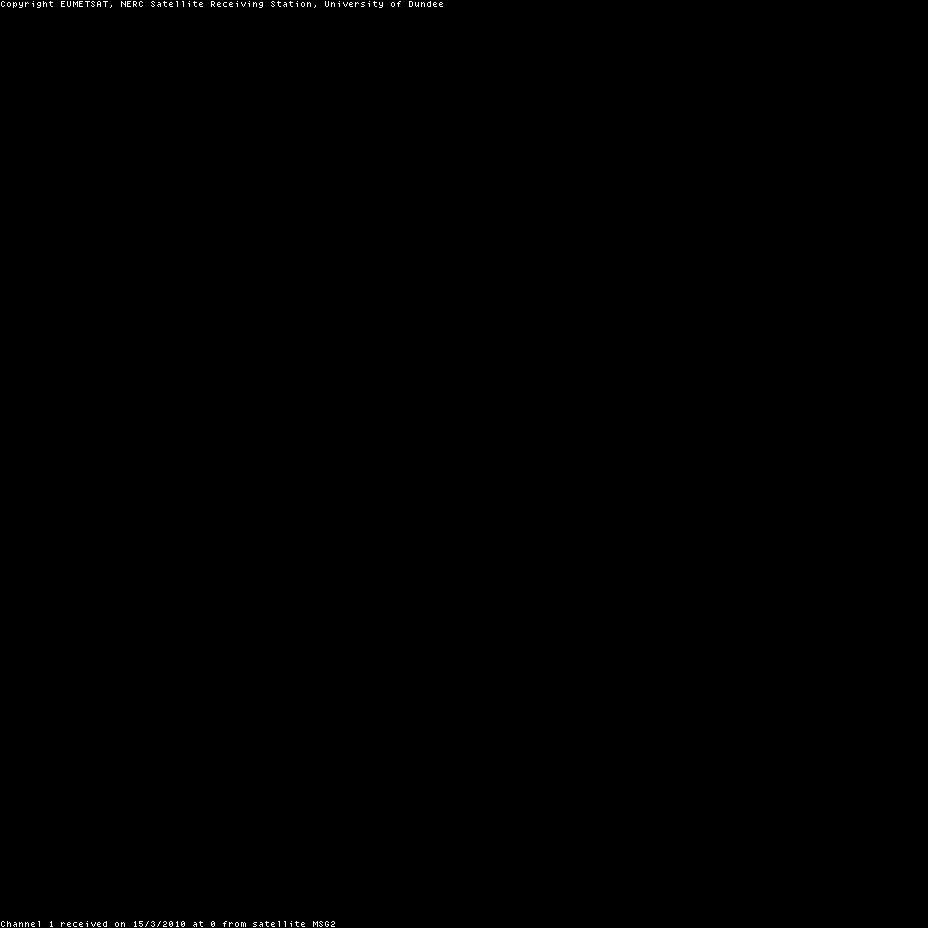 Copyright EUMETSAT, NERC Satellite Receiving Station, University of Dundee
Channel 1 received on 15/3/2010 at 0 from satellite MSG2